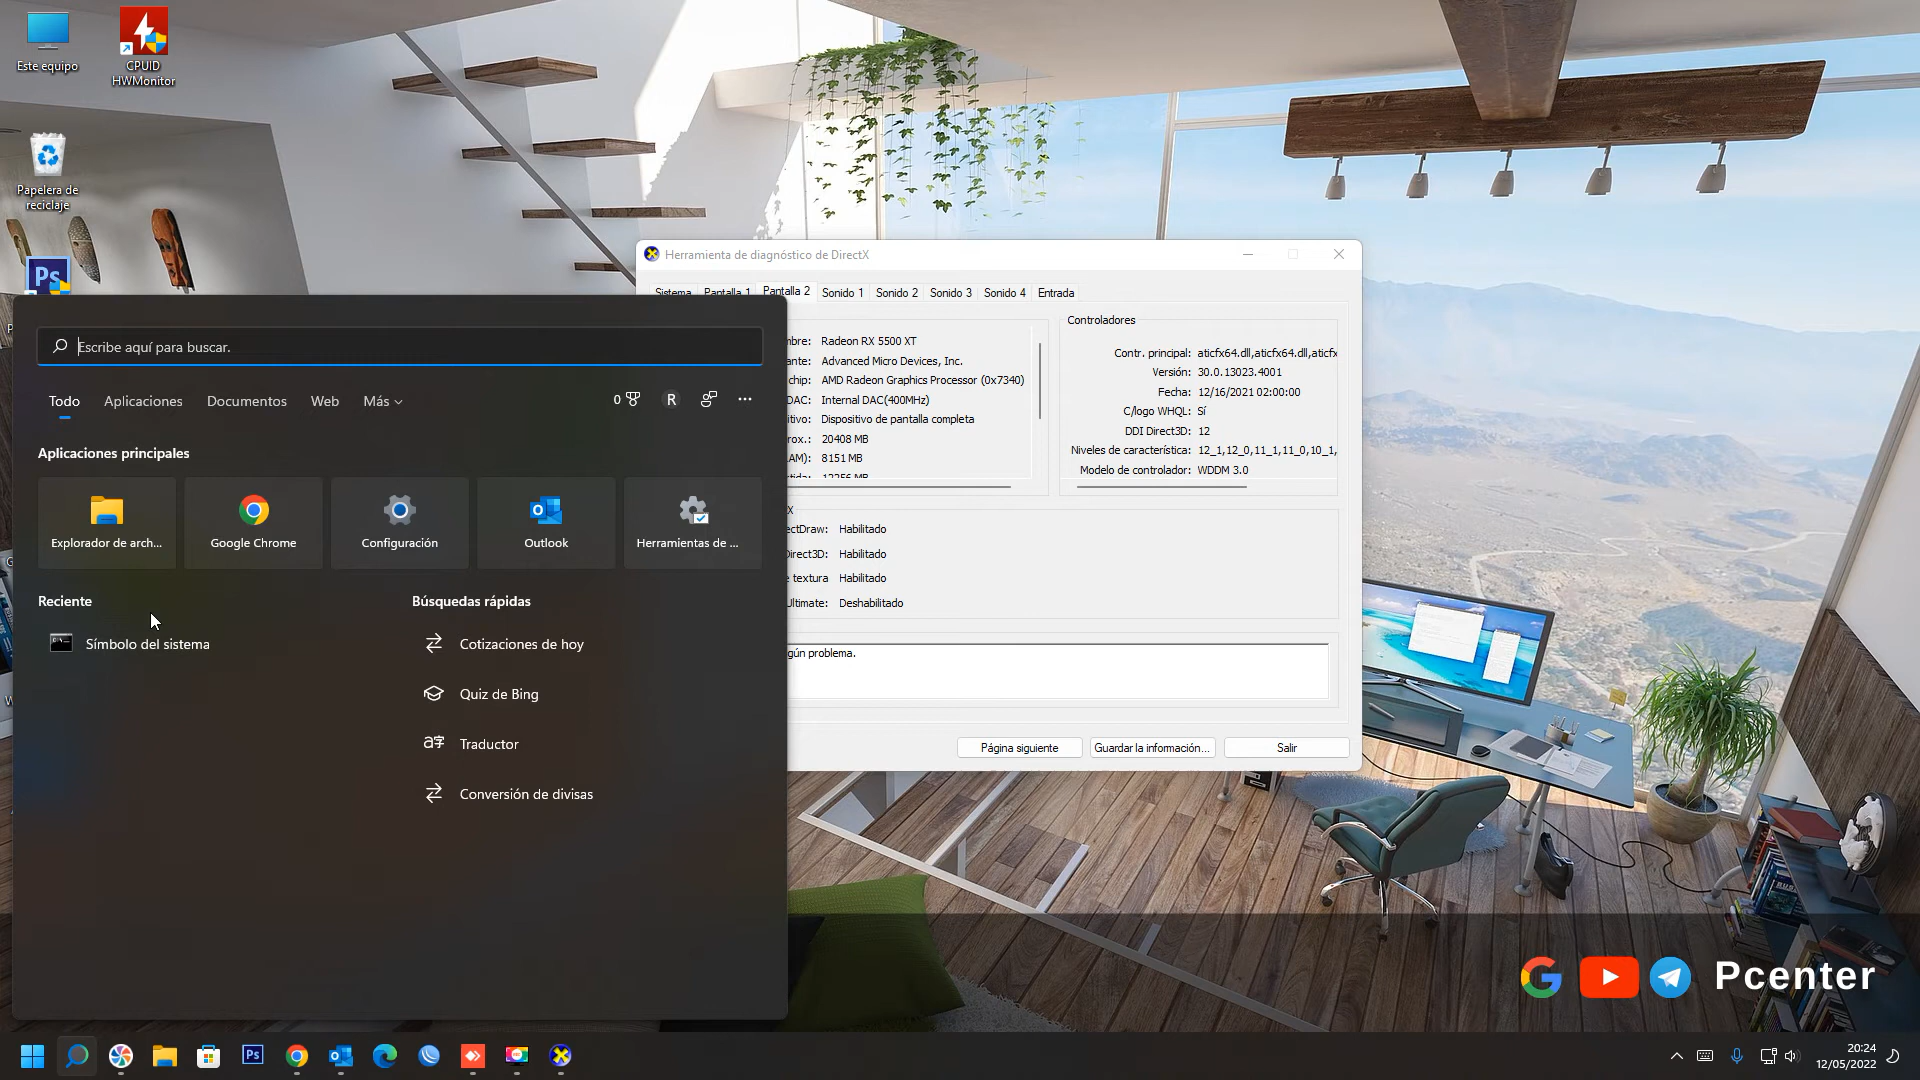 Este equipo
CPUID
HWMonitor
Papelera de
reciclaje
Ps
Herramienta de diagnóstico de DirectX
Sistema
Pantalla 1
Pantalla 2
Sonido 1
Sonido 2
Sonido 3
Sonido 4
Entrada
Escribe aquí para buscar.
Todo
Aplicaciones
Documentos
Web
Más
0
R
Aplicaciones principales
Explorador de arch...
Google Chrome
Configuración
Outlook
Herramientas de ...
Reciente
Símbolo del sistema
Búsquedas rápidas
Cotizaciones de hoy
Quiz de Bing
Traductor
Conversión de divisas
mbre: Radeon RX 5500 XT
ante: Advanced Micro Devices, Inc.
chip: AMD Radeon Graphics Processor (0x7340)
DAC: Internal DAC(400MHz)
itivo: Dispositivo de pantalla completa
rox.: 20408 MB
AM): 8151 MB
12256 MB
Controladores
Contr. principal: aticfx64.dll,aticfx64.dll,aticfx
Versión: 30.0.13023.4001
Fecha: 12/16/2021 02:00:00
C/logo WHQL: Sí
DDI Direct3D: 12
Niveles de característica: 12_1,12_0,11_1,11_0,10_1,
Modelo de controlador: WDDM 3.0
X
ectDraw: Habilitado
Direct3D: Habilitado
e textura Habilitado
Ultimate: Deshabilitado
gún problema.
Página siguiente
Guardar la información...
Salir
Pcenter
Ps
20:24
12/05/2022